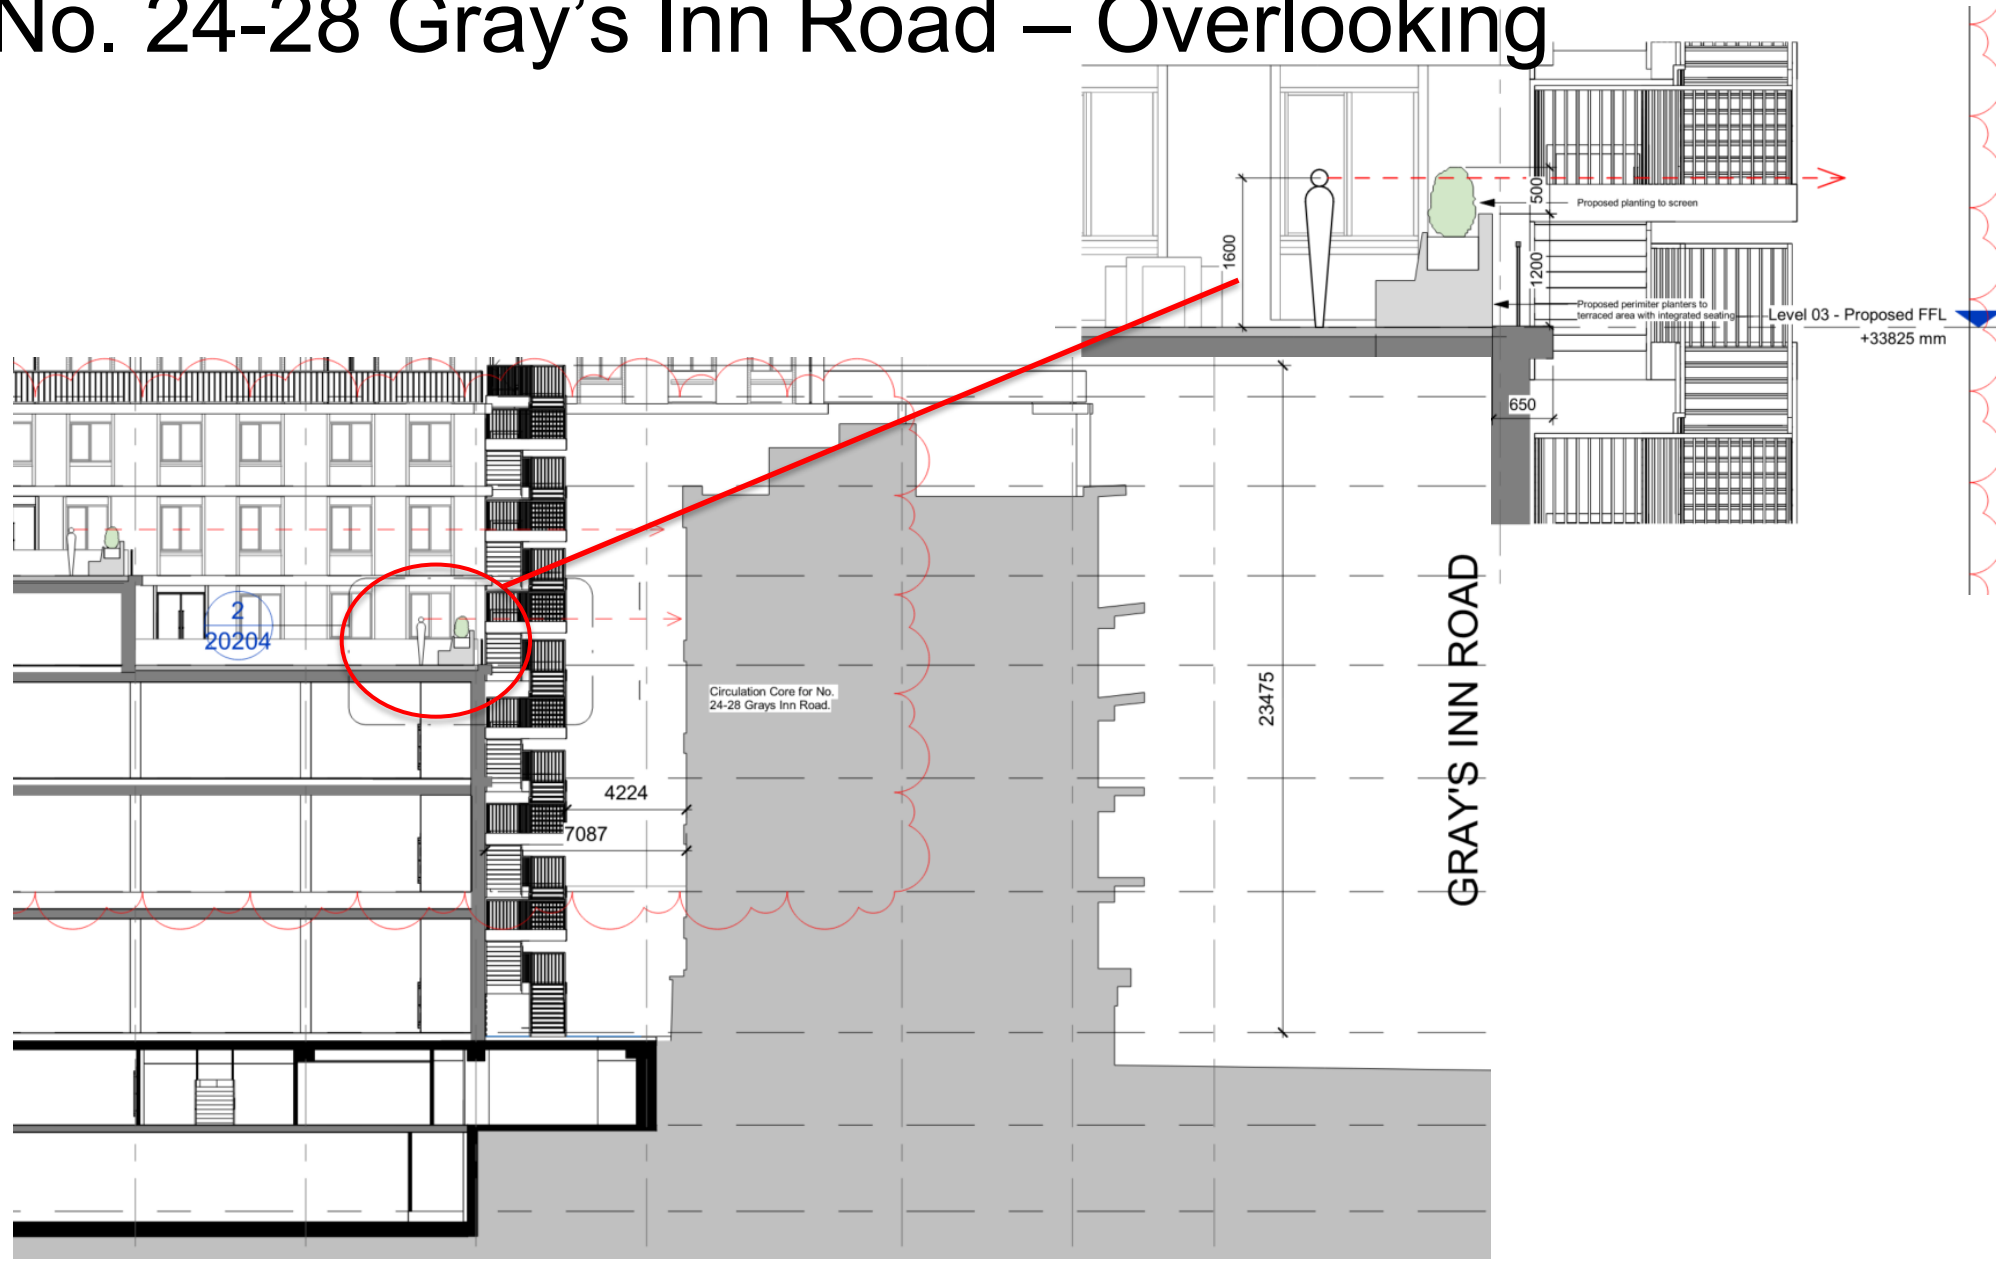 No. 24-28 Gray's Inn Road – Overlooking
500
Proposed planting to screen
1600
1200
Proposed perimiter planters to
terraced area with integrated seating
Level 03 - Proposed FFL
+33825 mm
650
2
20204
Circulation Core for No.
24-28 Grays Inn Road.
23475
GRAY'S INN ROAD
4224
7087